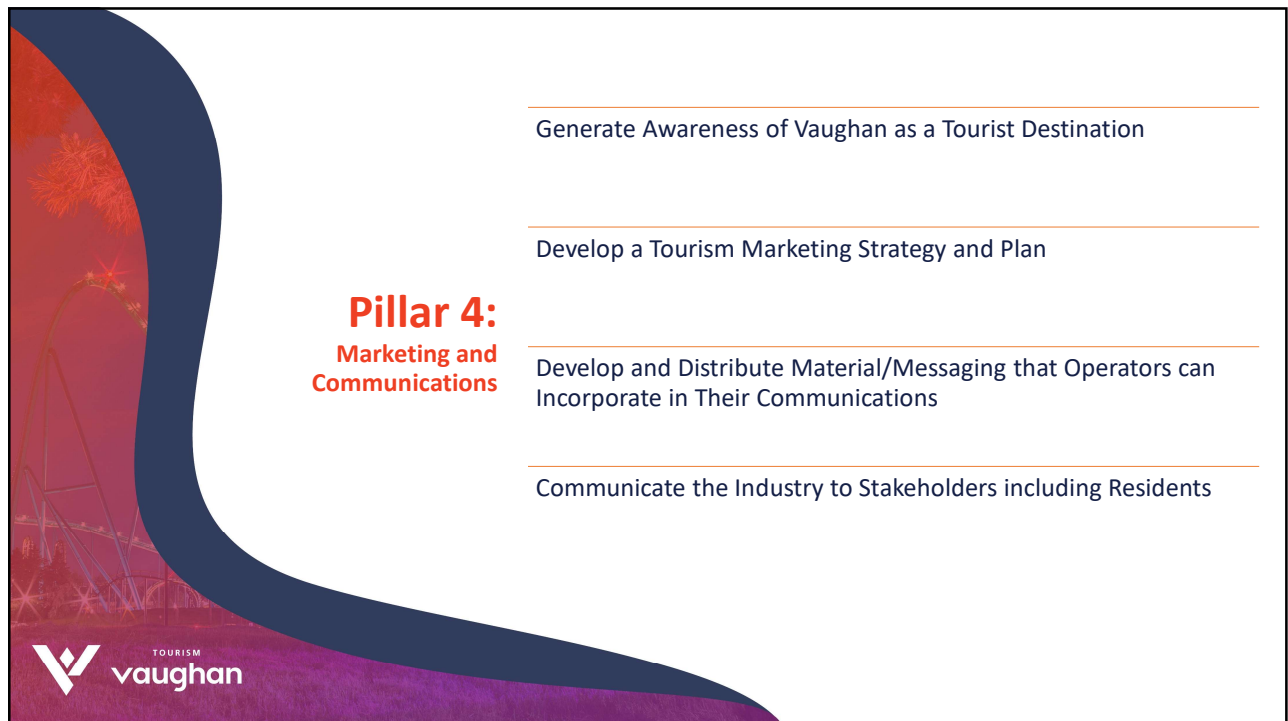 Pillar 4:
Marketing and
Communications
Generate Awareness of Vaughan as a Tourist Destination
Develop a Tourism Marketing Strategy and Plan
Develop and Distribute Material/Messaging that Operators can
Incorporate in Their Communications
Communicate the Industry to Stakeholders including Residents
TOURISM
vaughan